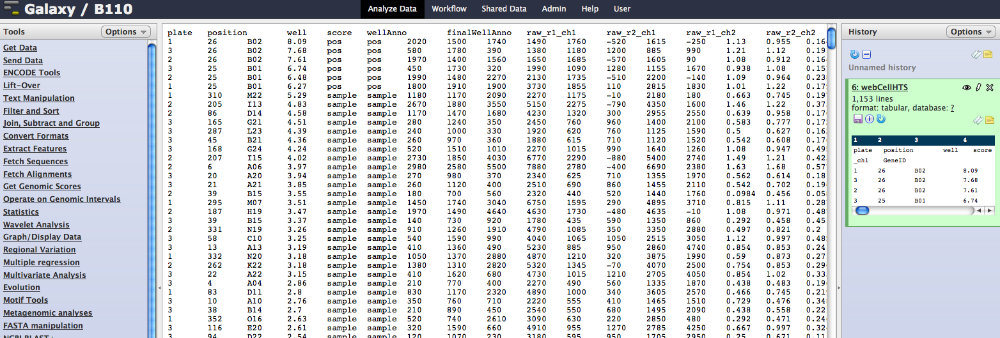 Galaxy / B110
Analyze Data Workflow Shared Data Admin Help User
Tools Options
Get Data
Send Data
ENCODE Tools
Lift-Over
Text Manipulation
Filter and Sort
Join, Subtract and Group
Convert Formats
Extract Features
Fetch Sequences
Fetch Alignments
Get Genomic Scores
Operate on Genomic Intervals
Statistics
Wavelet Analysis
Graph/Display Data
Regional Variation
Multiple regression
Multivariate Analysis
Evolution
Motif Tools
Metagenomic analyses
FASTA manipulation
plate position well score wellAnno finalWellAnno raw_r1_ch1 raw_r2_ch1 raw_r1_ch2 raw_r2_ch2
1 26 B02 8.09 pos pos 2020 1500 1740 1490 1760 -520 1615 -250 1.13 0.955 0.16
3 26 B02 7.68 pos pos 580 1780 390 1380 1180 1200 885 990 1.21 1.12 0.19
2 26 B02 7.61 pos pos 1970 1400 1560 1650 1685 -570 1605 90 1.08 0.912 0.16
3 25 B01 6.74 pos pos 450 1730 320 1990 1090 1280 1155 1670 0.938 1.08 0.15
2 25 B01 6.48 pos pos 1990 1480 2270 2130 1735 -510 2200 -140 1.09 0.964 0.23
1 25 B01 6.27 pos pos 1800 1910 1900 3730 1855 110 2815 1830 1.01 1.22 0.17
1 310 M22 5.29 sample sample 1180 1170 2090 2270 1175 -10 2180 180 0.663 0.745 0.19
2 205 I13 4.83 sample sample 2670 1880 3550 5150 2275 -790 4350 1600 1.46 1.22 0.37
2 86 D14 4.58 sample sample 1170 1470 1680 4230 1320 300 2955 2550 0.639 0.958 0.17
3 165 G21 4.51 sample sample 280 1240 350 2450 760 960 1400 2100 0.583 0.777 0.17
3 287 L23 4.39 sample sample 240 1000 330 1920 620 760 1125 1590 0.5 0.627 0.16
3 45 B21 4.36 sample sample 260 970 360 1880 615 710 1120 1520 0.542 0.608 0.17
3 168 G24 4.24 sample sample 520 1510 1010 2270 1015 990 1640 1260 1.08 0.947 0.49
2 207 I15 4.02 sample sample 2730 1850 4030 6770 2290 -880 5400 2740 1.49 1.21 0.42
2 6 A06 3.97 sample sample 2980 2580 5500 7880 2780 -400 6690 2380 1.63 1.68 0.57
3 20 A20 3.94 sample sample 270 980 370 2340 625 710 1355 1970 0.562 0.614 0.18
3 21 A21 3.85 sample sample 260 1120 400 2510 690 860 1455 2110 0.542 0.702 0.19
2 39 B15 3.55 sample sample 180 700 560 2320 440 520 1440 1760 0.0984 0.456 0.05
1 295 M07 3.51 sample sample 1450 1740 3040 6750 1595 290 4895 3710 0.815 1.11 0.28
2 187 H19 3.47 sample sample 1970 1490 4640 4630 1730 -480 4635 -10 1.08 0.971 0.48
3 39 B15 3.37 sample sample 140 730 920 1780 435 590 1350 860 0.292 0.458 0.45
2 331 N19 3.26 sample sample 910 1260 1910 4790 1085 350 3350 2880 0.497 0.821 0.2
3 58 C10 3.25 sample sample 540 1590 990 4040 1065 1050 2515 3050 1.12 0.997 0.48
3 13 A13 3.19 sample sample 410 1360 490 5230 885 950 2860 4740 0.854 0.853 0.24
1 332 N20 3.18 sample sample 1050 1370 2880 4870 1210 320 3875 1990 0.59 0.873 0.27
2 262 K22 3.18 sample sample 1380 1310 2820 5320 1345 -70 4070 2500 0.754 0.853 0.29
3 22 A22 3.15 sample sample 410 1620 680 4730 1015 1210 2705 4050 0.854 1.02 0.33
3 4 A04 2.86 sample sample 210 770 400 2270 490 560 1335 1870 0.438 0.483 0.19
1 83 D11 2.8 sample sample 830 1170 2320 4890 1000 340 3605 2570 0.466 0.745 0.21
3 10 A10 2.76 sample sample 350 760 710 2220 555 410 1465 1510 0.729 0.476 0.34
3 38 B14 2.7 sample sample 210 890 450 2540 550 680 1495 2090 0.438 0.558 0.22
1 352 O16 2.63 sample sample 520 740 2610 3090 630 220 2850 480 0.292 0.471 0.24
3 116 E20 2.61 sample sample 320 1590 660 4910 955 1270 2785 4250 0.667 0.997 0.32
3 94 D22 2.54 sample sample 120 1070 230 3180 595 950 1705 2950 0.25 0.671 0.11
History Options
Unnamed history
6: webCellHTS
1,153 lines
format: tabular, database: ?
1 2 3 4
plate position well score
_ch1 GeneID
1 26 B02 8.09
3 26 B02 7.68
2 26 B02 7.61
3 25 B01 6.74